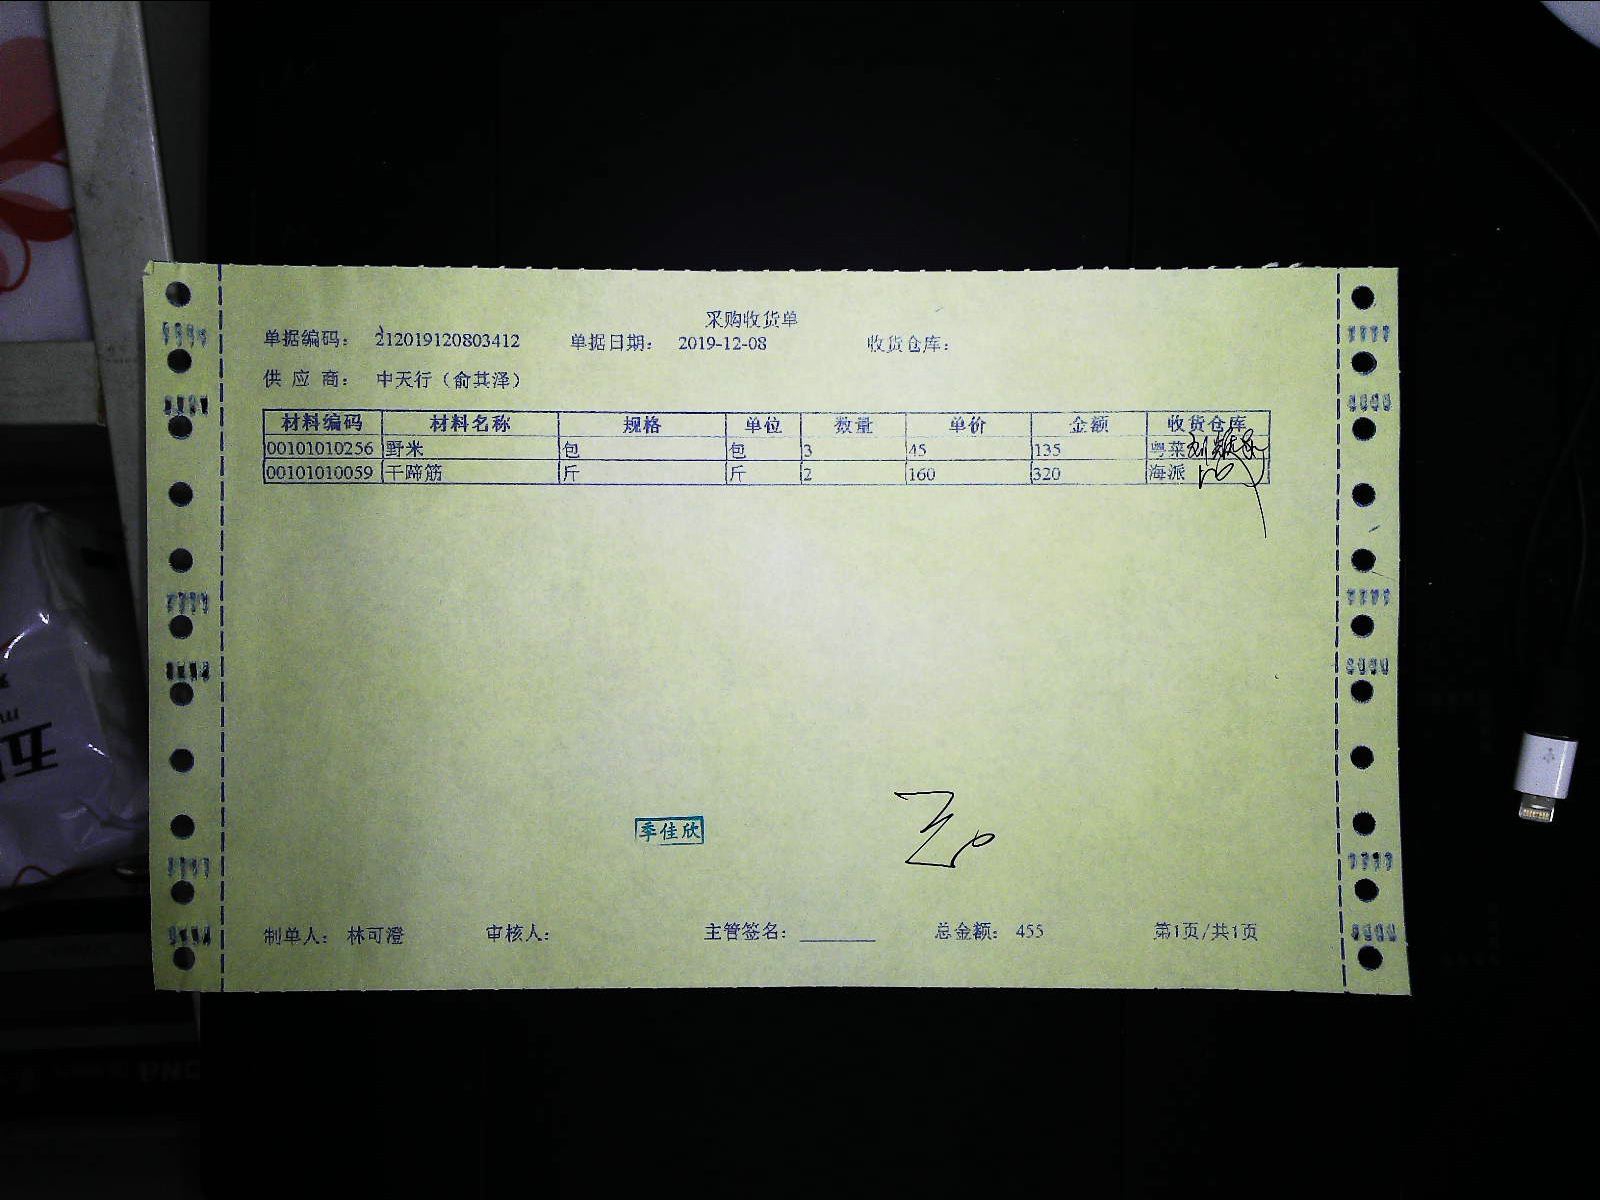 采购收货单
单据编码： 212019120803412 单据日期： 2019-12-08 收货仓库：
供 应 商： 中天行（俞其泽）
材料编码 材料名称 规格 单位 数量 单价 金额 收货仓库
00101010256 野米 包 包 3 45 135 粤菜
00101010059 干蹄筋 斤 斤 2 160 320 海派
季佳欣
制单人： 林可澄 审核人： 主管签名： 总金额： 455 第1页/共1页